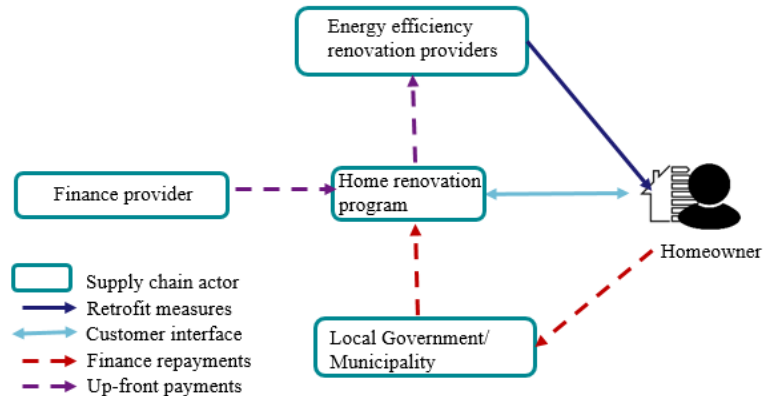 Energy efficiency
renovation providers
Finance provider
Home renovation
program
Homeowner
Local Government/
Municipality
Supply chain actor
Retrofit measures
Customer interface
Finance repayments
Up-front payments